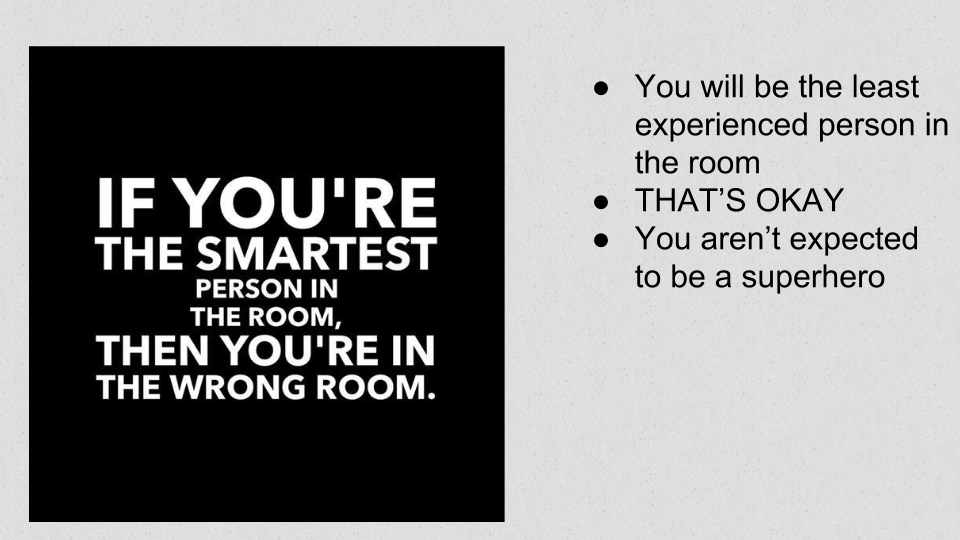 IF YOU'RE
THE SMARTEST
PERSON IN
THE ROOM,
THEN YOU'RE IN
THE WRONG ROOM.
● You will be the least
experienced person in
the room
● THAT’S OKAY
● You aren’t expected
to be a superhero